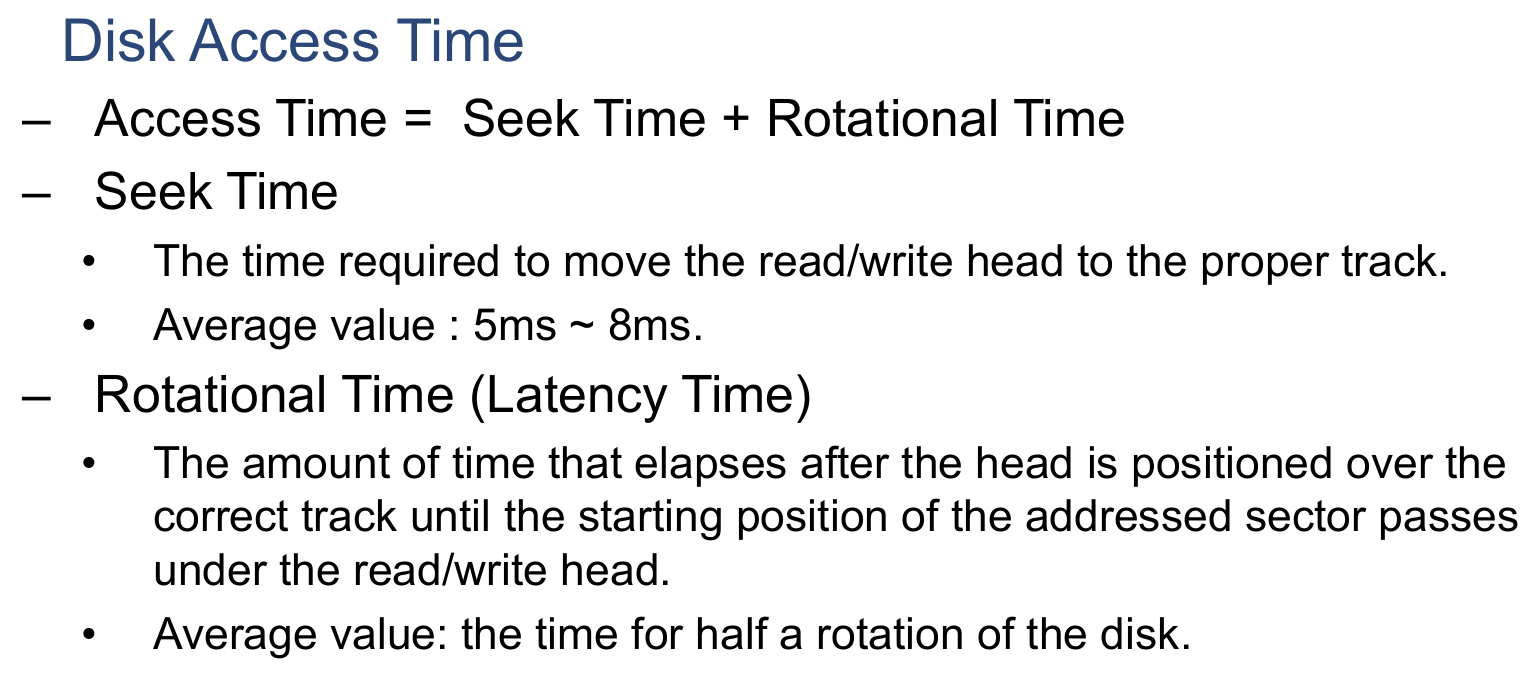 Disk Access Time
– Access Time = Seek Time + Rotational Time
– Seek Time
• The time required to move the read/write head to the proper track.
• Average value : 5ms ~ 8ms.
– Rotational Time (Latency Time)
• The amount of time that elapses after the head is positioned over the
correct track until the starting position of the addressed sector passes
under the read/write head.
• Average value: the time for half a rotation of the disk.